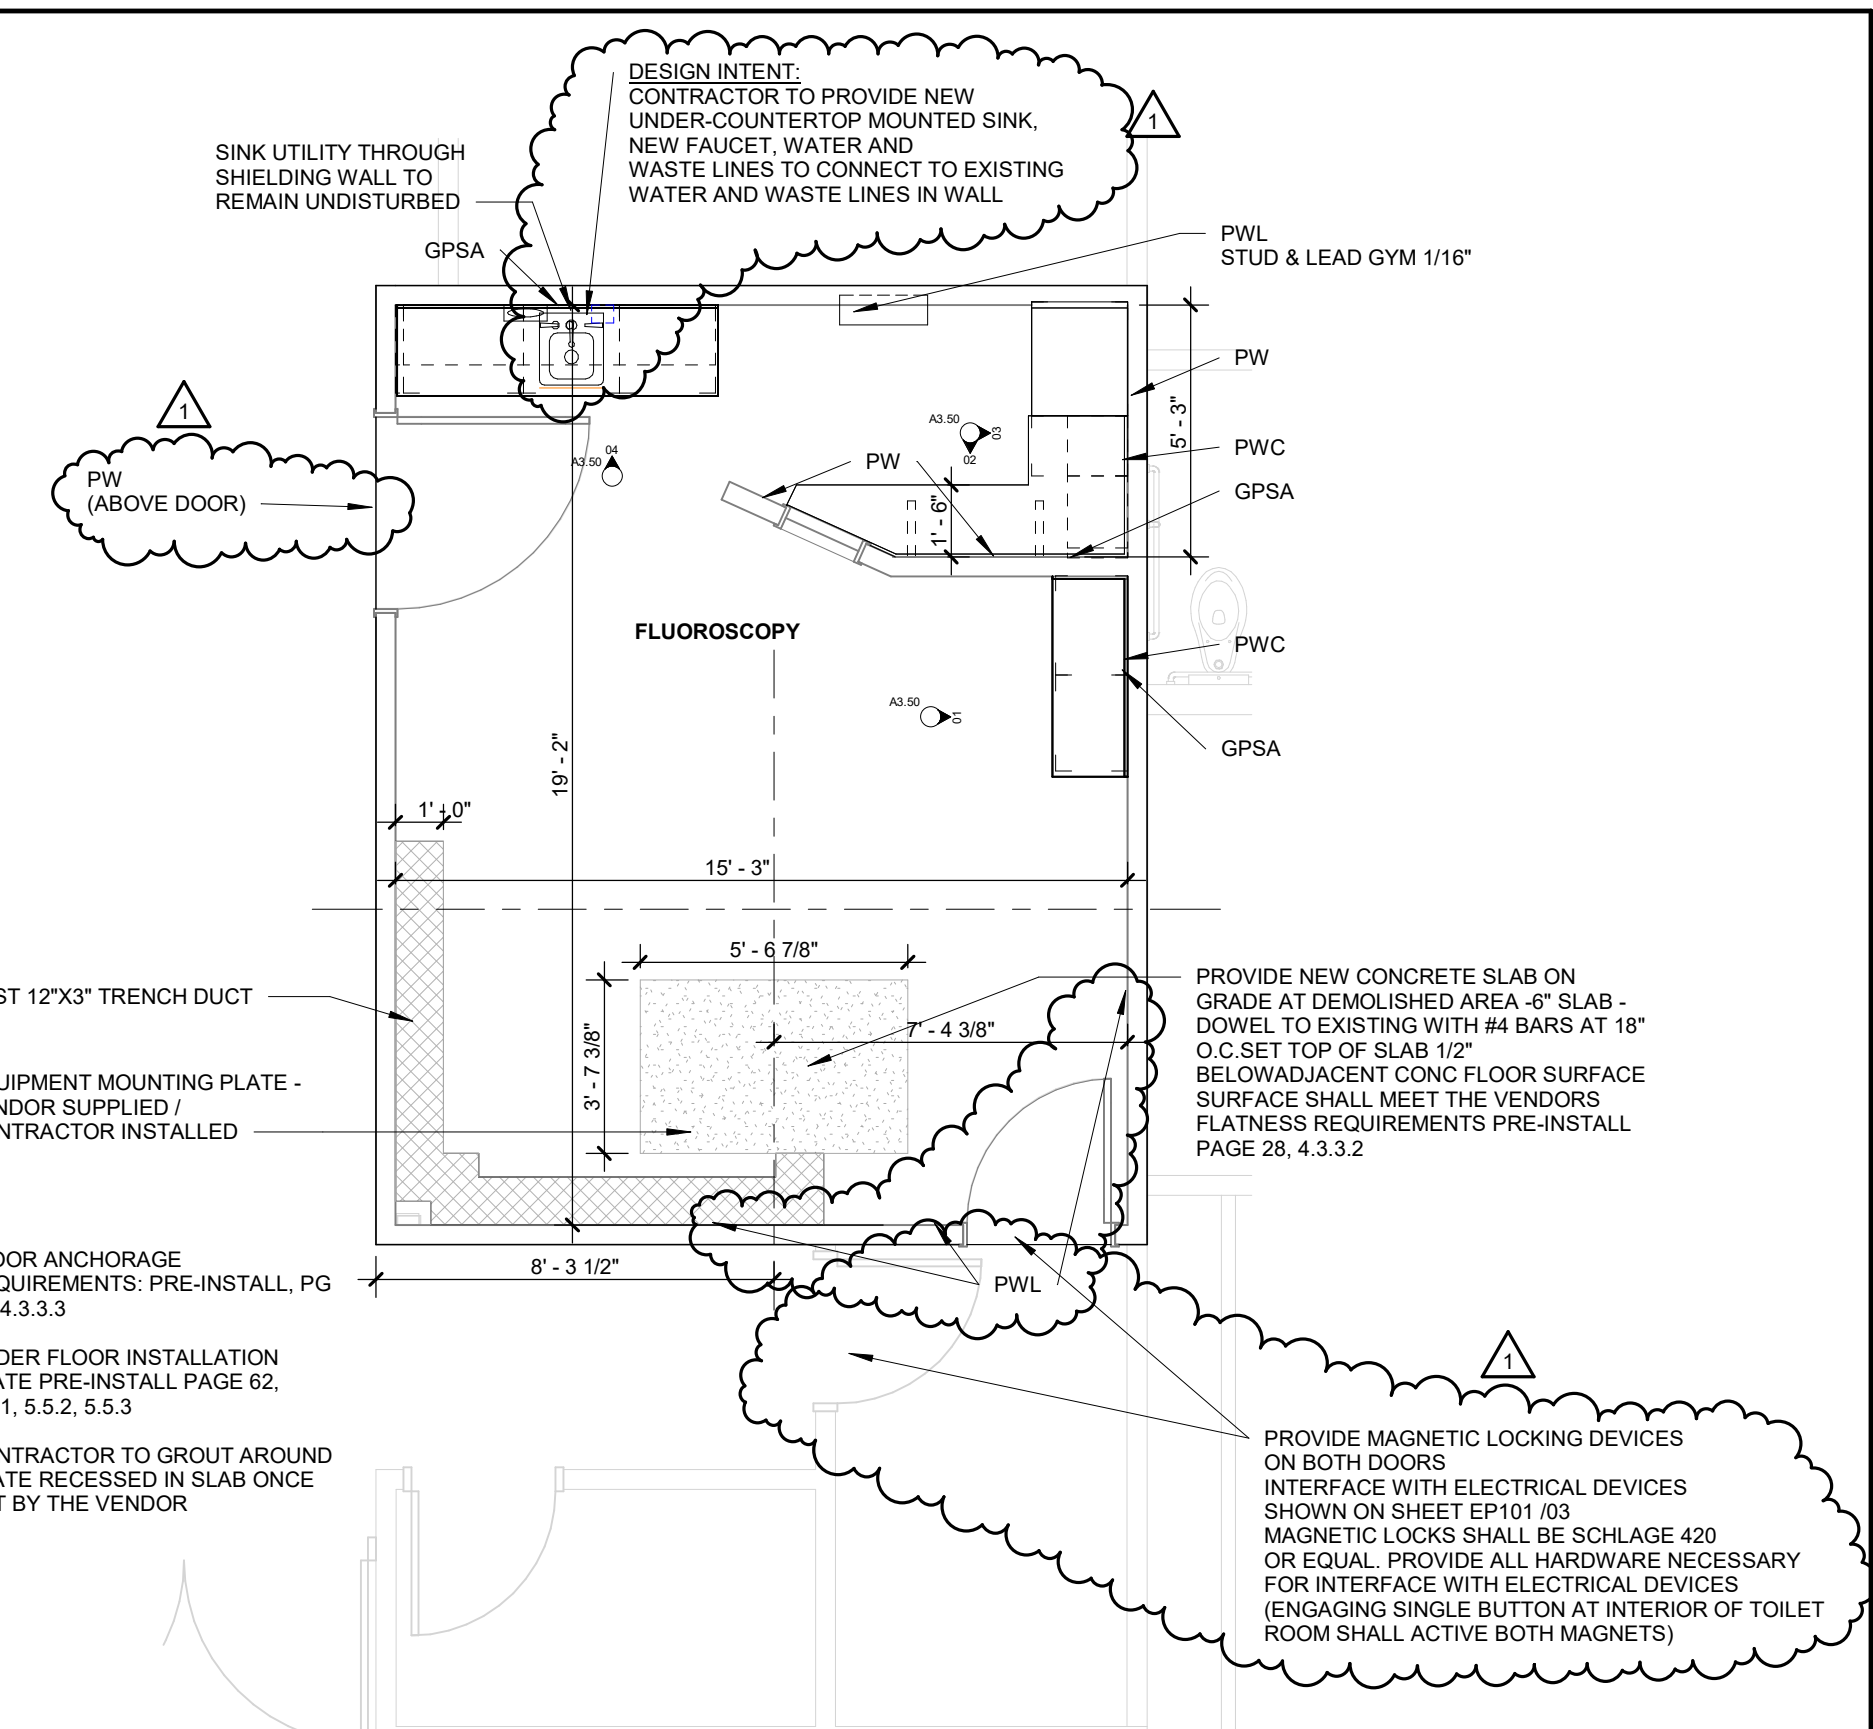 DESIGN INTENT:
CONTRACTOR TO PROVIDE NEW
UNDER-COUNTERTOP MOUNTED SINK,
NEW FAUCET, WATER AND
WASTE LINES TO CONNECT TO EXISTING
WATER AND WASTE LINES IN WALL
1
SINK UTILITY THROUGH
SHIELDING WALL TO
REMAIN UNDISTURBED
GPSA
PWL
STUD & LEAD GYM 1/16"
PW
5' - 3"
1
PW
(ABOVE DOOR)
A3.50
04
A3.50
03
02
PW
PWC
GPSA
1' - 6"
FLUOROSCOPY
PWC
A3.50
01
GPSA
19' - 2"
1' - 0"
15' - 3"
5' - 6 7/8"
ST 12"X3" TRENCH DUCT
7' - 4 3/8"
3' - 7 3/8"
PROVIDE NEW CONCRETE SLAB ON
GRADE AT DEMOLISHED AREA -6" SLAB -
DOWEL TO EXISTING WITH #4 BARS AT 18"
O.C.SET TOP OF SLAB 1/2"
BELOWADJACENT CONC FLOOR SURFACE
SURFACE SHALL MEET THE VENDORS
FLATNESS REQUIREMENTS PRE-INSTALL
PAGE 28, 4.3.3.2
UIPMENT MOUNTING PLATE -
NDOR SUPPLIED /
NTRACTOR INSTALLED
OOR ANCHORAGE
QUIREMENTS: PRE-INSTALL, PG
4.3.3.3
8' - 3 1/2"
PWL
DER FLOOR INSTALLATION
ATE PRE-INSTALL PAGE 62,
1, 5.5.2, 5.5.3
1
NTRACTOR TO GROUT AROUND
ATE RECESSED IN SLAB ONCE
T BY THE VENDOR
PROVIDE MAGNETIC LOCKING DEVICES
ON BOTH DOORS
INTERFACE WITH ELECTRICAL DEVICES
SHOWN ON SHEET EP101 /03
MAGNETIC LOCKS SHALL BE SCHLAGE 420
OR EQUAL. PROVIDE ALL HARDWARE NECESSARY
FOR INTERFACE WITH ELECTRICAL DEVICES
(ENGAGING SINGLE BUTTON AT INTERIOR OF TOILET
ROOM SHALL ACTIVE BOTH MAGNETS)